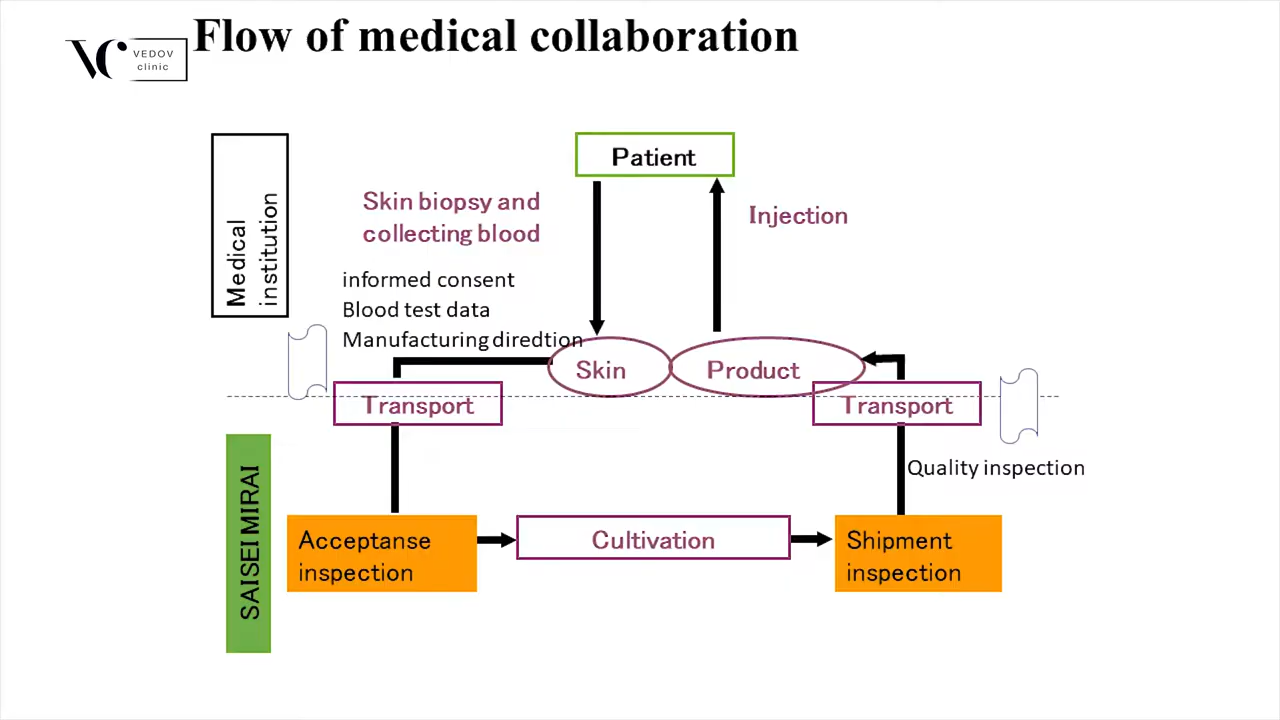 Flow of medical collaboration
VC
VEDOV
clinic
Medical
institution
Patient
Skin biopsy and
collecting blood
Injection
informed consent
Blood test data
Manufacturing diredtion
Skin
Product
Transport
Transport
Quality inspection
SAISEI MIRAI
Acceptanse
inspection
Cultivation
Shipment
inspection